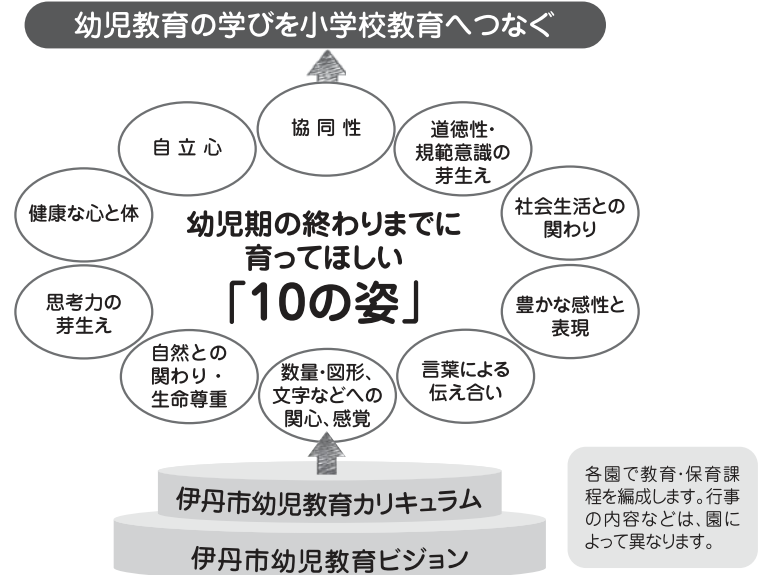 幼児教育の学びを小学校教育へつなぐ
協同性
自立心
道徳性・
規範意識の
芽生え
健康な心と体
社会生活との
関わり
幼児期の終わりまでに
育ってほしい
「10の姿」
思考力の
芽生え
豊かな感性と
表現
自然との
関わり・
生命尊重
数量・図形、
文字などへの
関心、感覚
言葉による
伝え合い
伊丹市幼児教育カリキュラム
伊丹市幼児教育ビジョン
各園で教育・保育課
程を編成します。行事
の内容などは、園に
よって異なります。